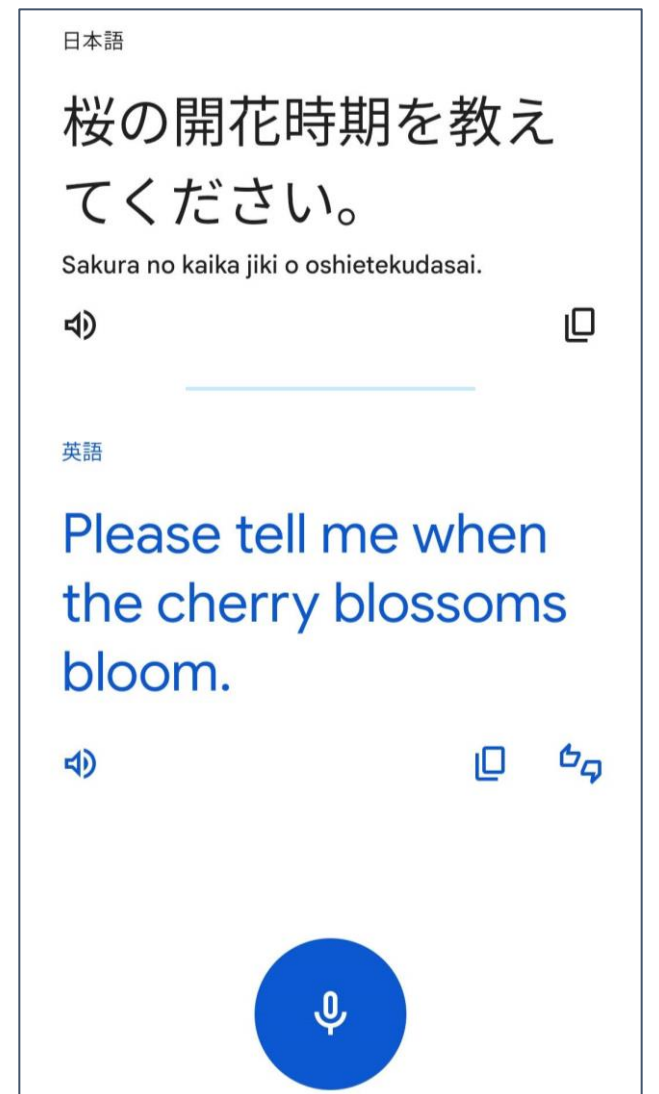 日本語
桜の開花時期を教え
てください。
Sakura no kaika jiki o oshietekudasai.
英語
Please tell me when
the cherry blossoms
bloom.